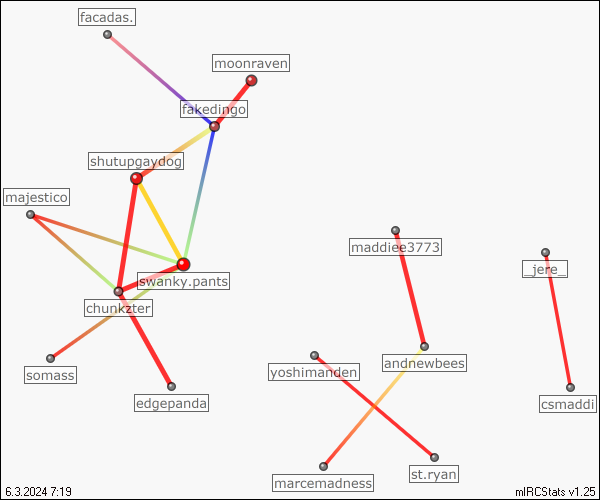 facadas.
moonraven
fakedingo
shutupgaydog
majestico
maddiee3773
_jere_
swanky.pants
chunkzter
andnewbees
yoshimanden
somass
edgepanda
csmaddi
st.ryan
marcemadness
6.3.2024 7:19
mIRCStats v1.25